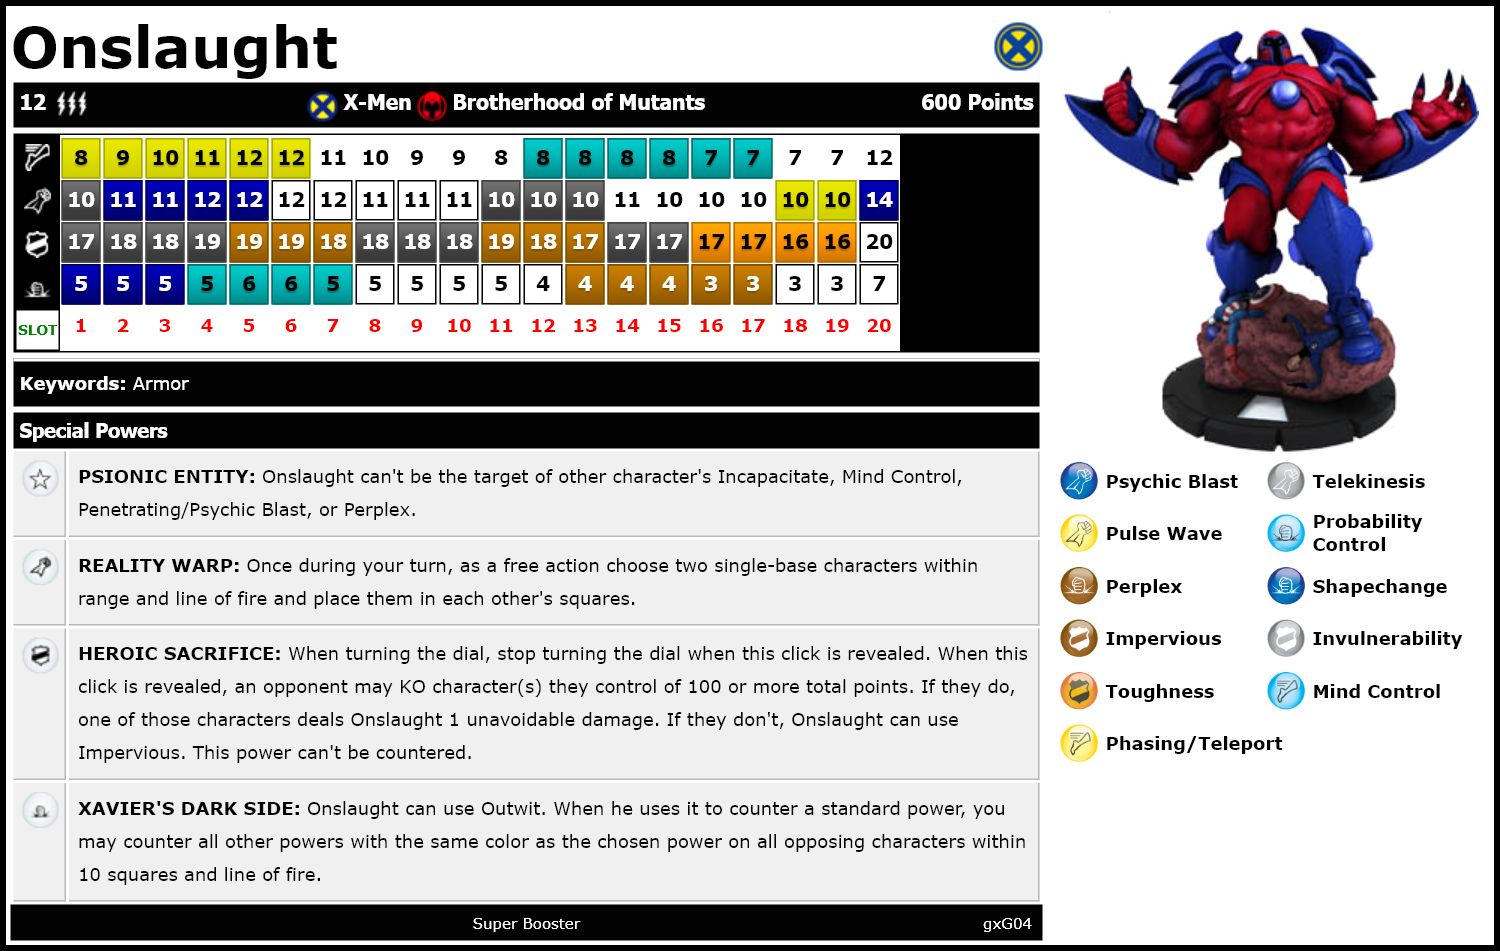 Onslaught
12 X-Men Brotherhood of Mutants 600 Points
8 9 10 11 12 12 11 10 9 9 8 8 8 8 8 7 7 7 7 12
10 11 11 12 12 12 12 11 11 11 10 10 10 11 10 10 10 10 10 14
17 18 18 19 19 19 18 18 18 18 19 18 17 17 17 17 17 16 16 20
5 5 5 5 6 6 5 5 5 5 5 4 4 4 4 3 3 3 3 7
SLOT 1 2 3 4 5 6 7 8 9 10 11 12 13 14 15 16 17 18 19 20
Keywords: Armor
Special Powers
PSIONIC ENTITY: Onslaught can't be the target of other character's Incapacitate, Mind Control,
Penetrating/Psychic Blast, or Perplex.
REALITY WARP: Once during your turn, as a free action choose two single-base characters within
range and line of fire and place them in each other's squares.
HEROIC SACRIFICE: When turning the dial, stop turning the dial when this click is revealed. When this
click is revealed, an opponent may KO character(s) they control of 100 or more total points. If they do,
one of those characters deals Onslaught 1 unavoidable damage. If they don't, Onslaught can use
Impervious. This power can't be countered.
XAVIER'S DARK SIDE: Onslaught can use Outwit. When he uses it to counter a standard power, you
may counter all other powers with the same color as the chosen power on all opposing characters within
10 squares and line of fire.
Super Booster gxG04
Psychic Blast Telekinesis
Pulse Wave Probability
Control
Perplex Shapechange
Impervious Invulnerability
Toughness Mind Control
Phasing/Teleport